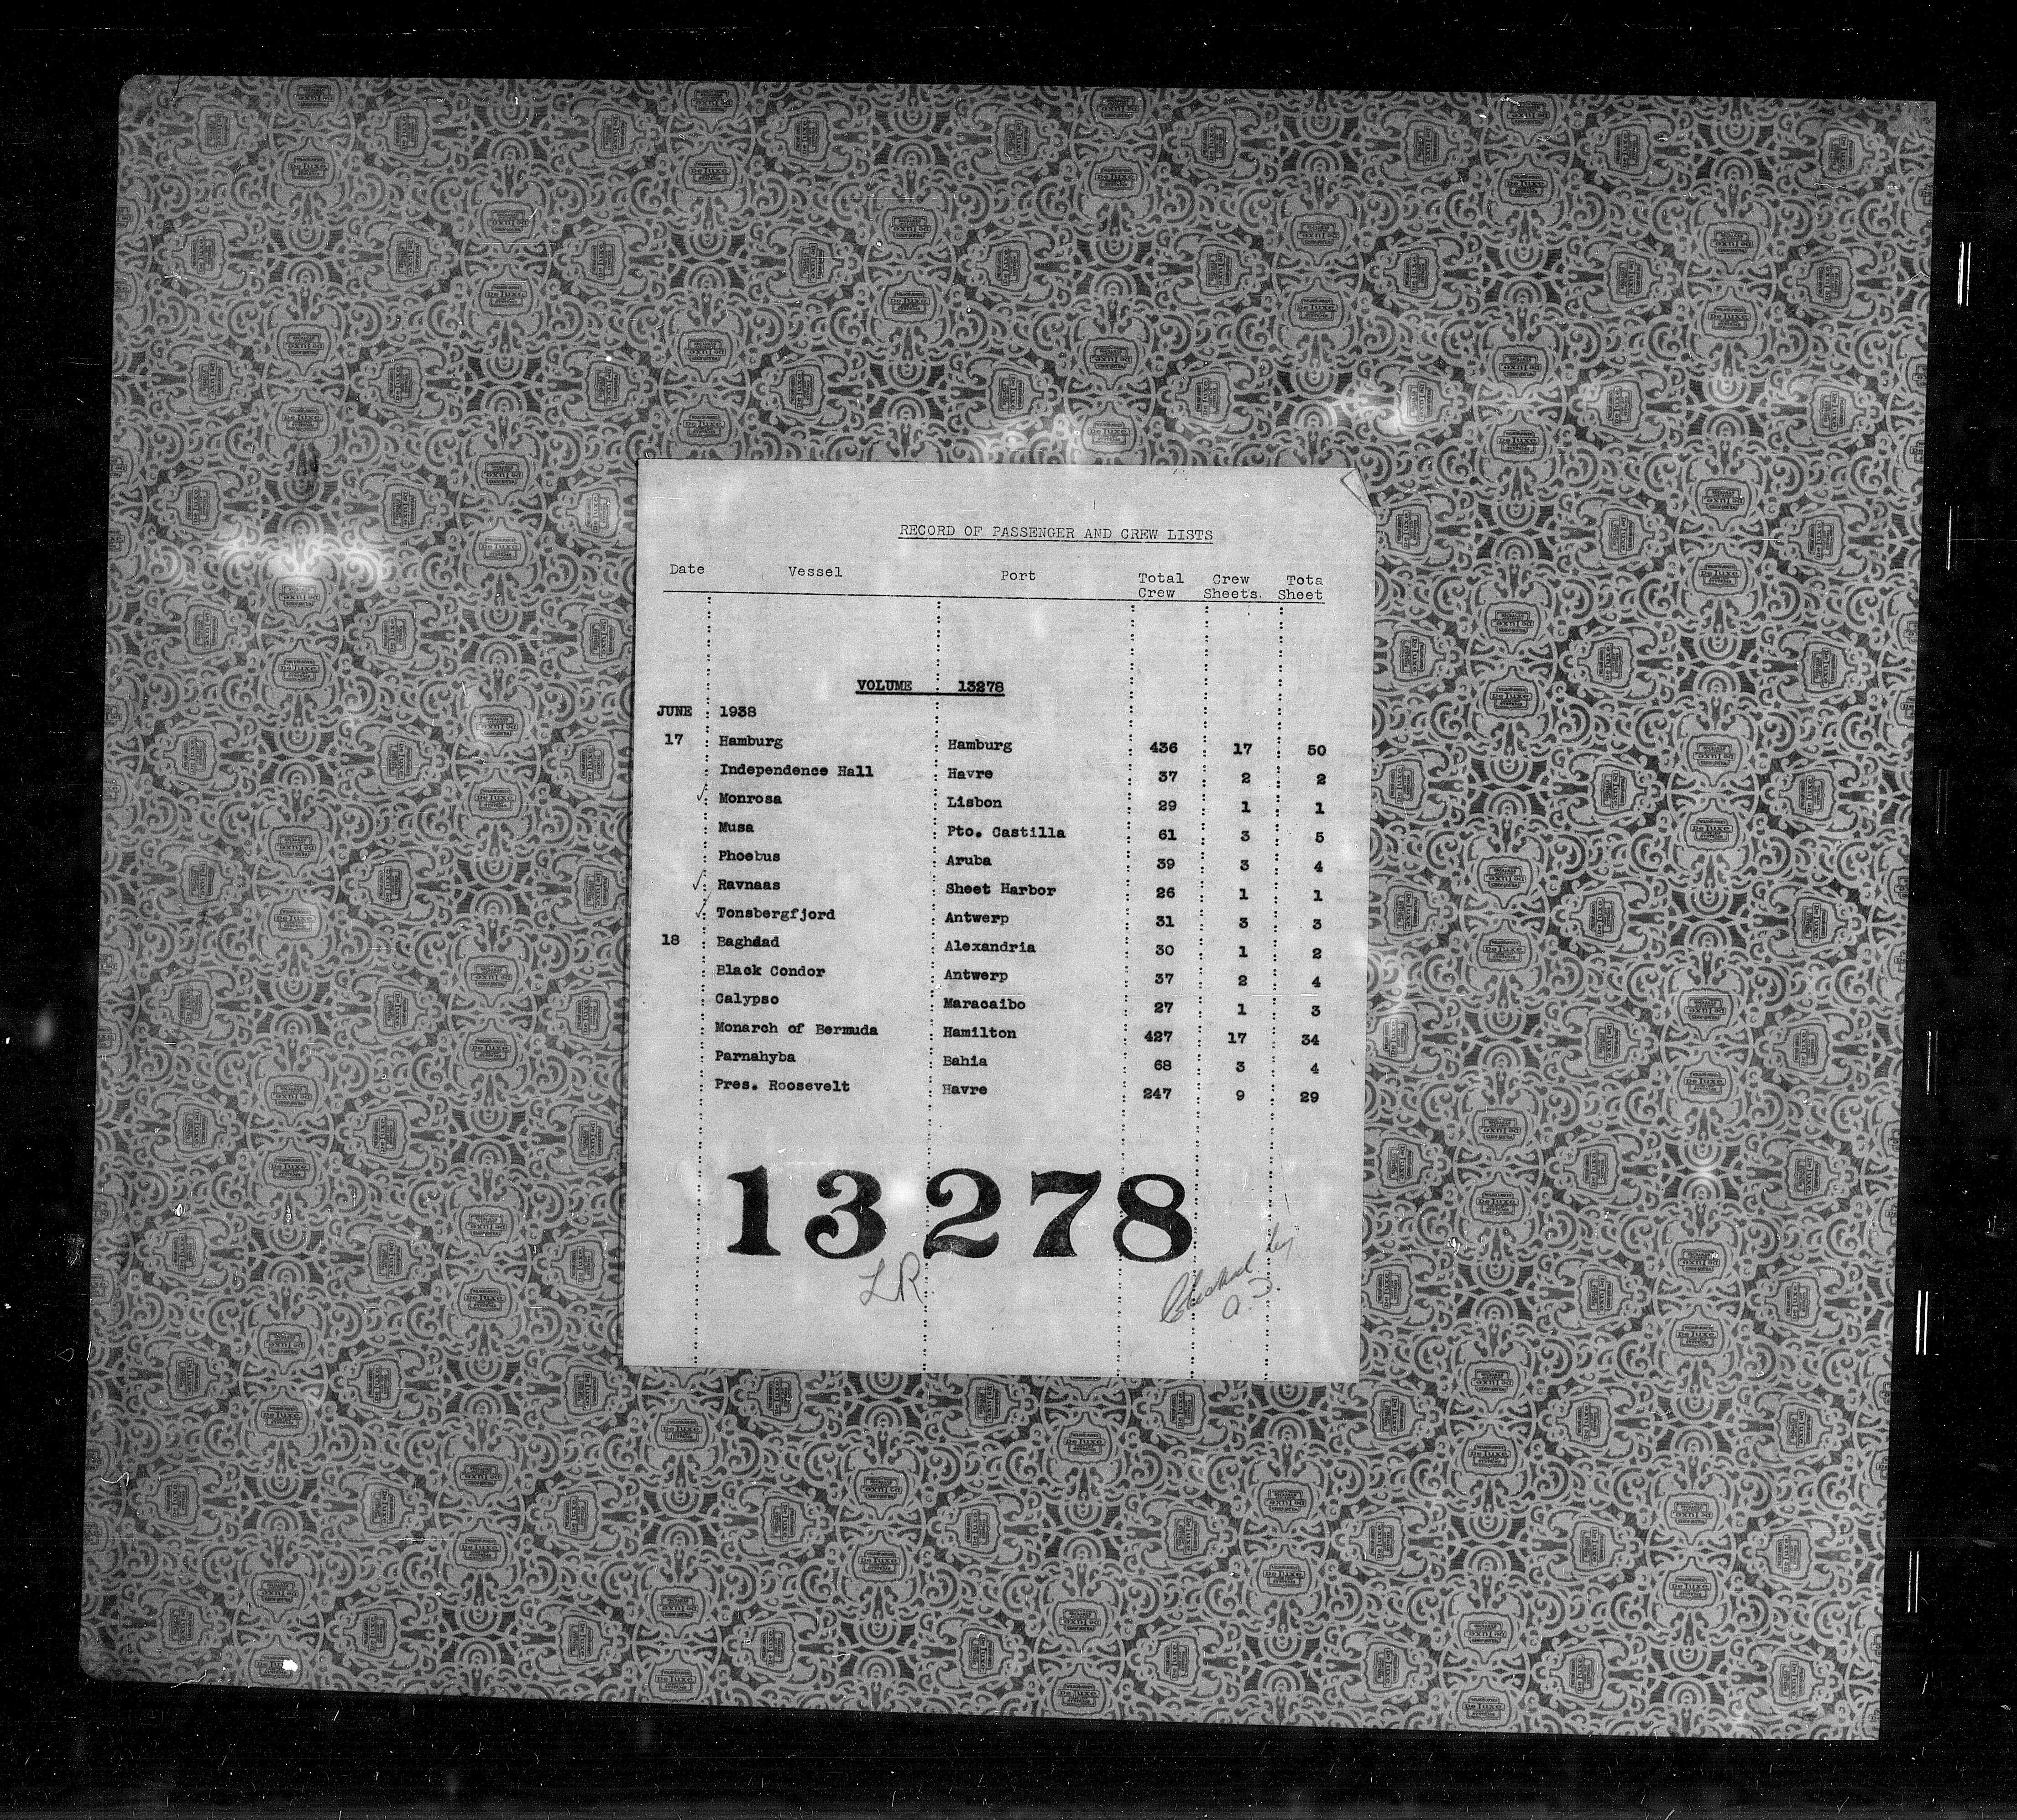 RECORD OF PASSENGER AND CREW LISTS
Date Vessel Port Total Crew Tota
Crew Sheets Sheet
VOLUME 13278
JUNE : 1938
17 : Hamburg : Hamburg : 436 : 17 : 50
: Independence Hall : Havre : 37 : 2 : 2
✓: Monrosa : Lisbon : 29 : 1 : 1
: Musa : Pto. Castilla : 61 : 3 : 5
: Phoebus : Aruba : 39 : 3 : 4
✓: Ravnaas : Sheet Harbor : 26 : 1 : 1
✓: Tonsbergfjord : Antwerp : 31 : 3 : 3
18 : Baghdad : Alexandria : 30 : 1 : 2
: Black Condor : Antwerp : 37 : 2 : 4
: Calypso : Maracaibo : 27 : 1 : 3
: Monarch of Bermuda : Hamilton : 427 : 17 : 34
: Parnahyba : Bahia : 68 : 3 : 4
: Pres. Roosevelt : Havre : 247 : 9 : 29
13278
LR
Checked by
De luxe